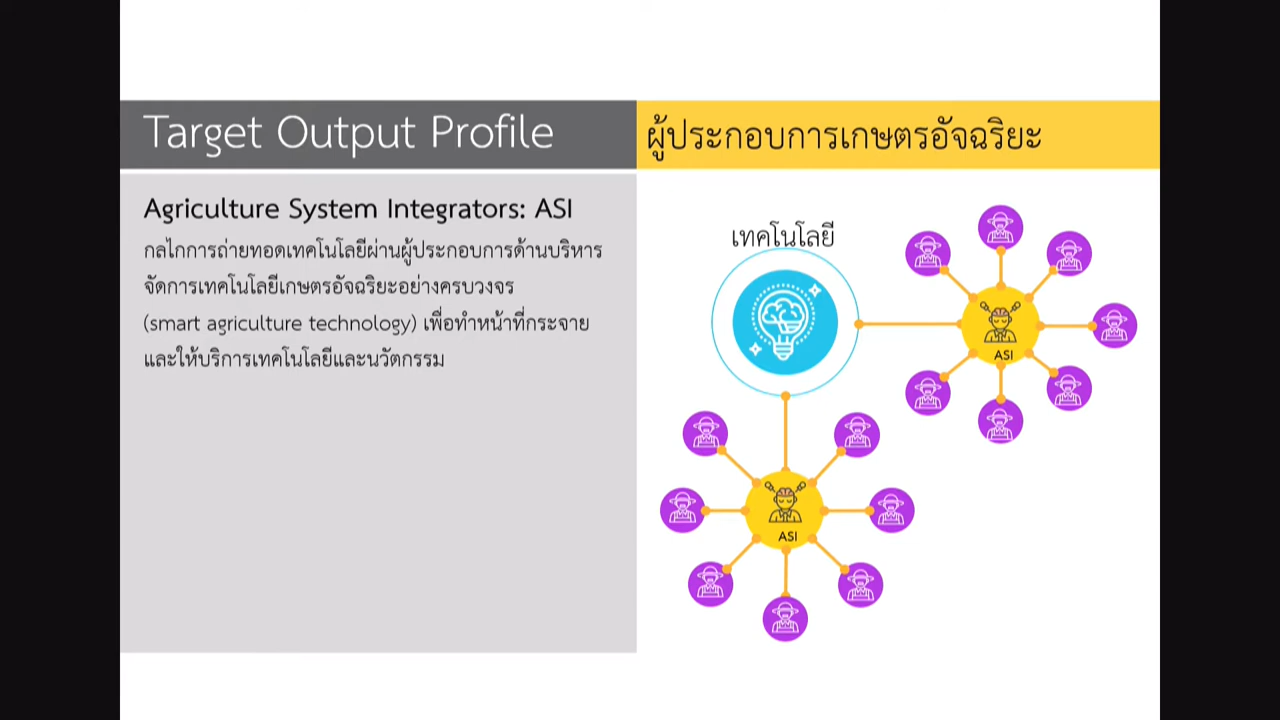 Target Output Profile
ผู้ประกอบการเกษตรอัจฉริยะ
Agriculture System Integrators: ASI
กลไกการถ่ายทอดเทคโนโลยีผ่านผู้ประกอบการด้านบริหาร
จัดการเทคโนโลยีเกษตรอัจฉริยะอย่างครบวงจร
(smart agriculture technology) เพื่อทำหน้าที่กระจาย
และให้บริการเทคโนโลยีและนวัตกรรม
เทคโนโลยี
ASI
ASI